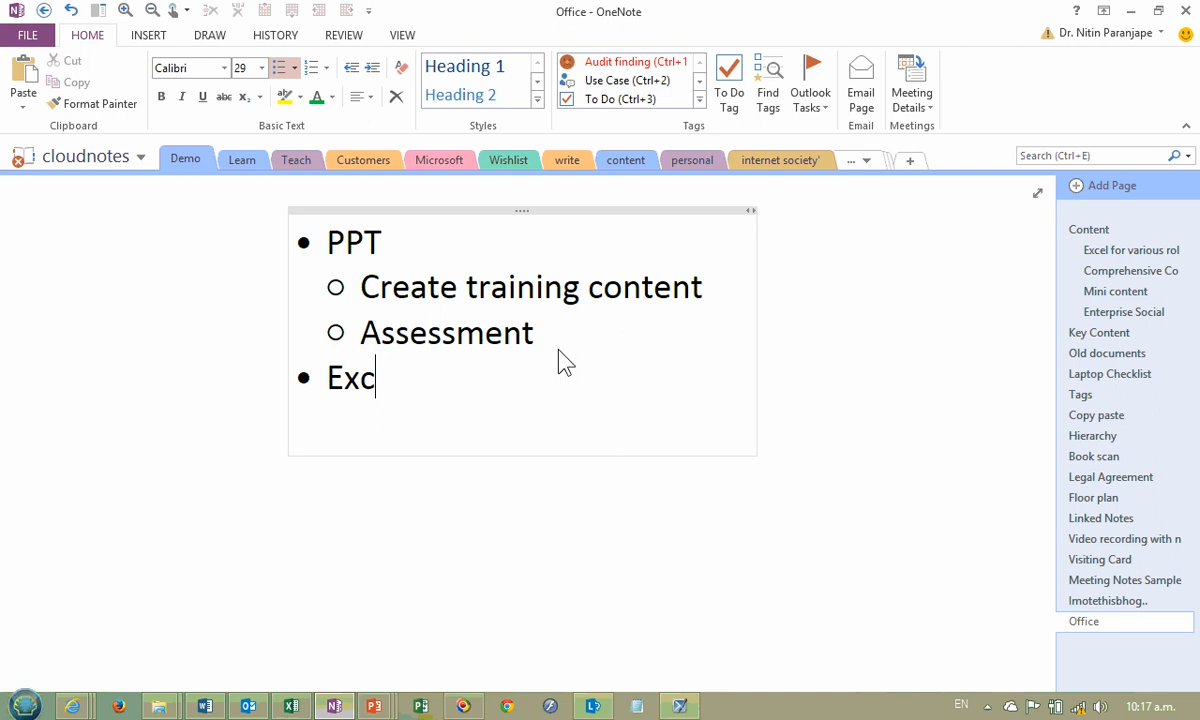 Office - OneNote
?
FILE
HOME
INSERT
DRAW
HISTORY
REVIEW
VIEW
Dr. Nitin Paranjape
Paste
Cut
Copy
Format Painter
Clipboard
Calibri
29
B I U abc X₂
A
Basic Text
Heading 1
Heading 2
Styles
Audit finding (Ctrl+1
Use Case (Ctrl+2)
To Do (Ctrl+3)
Tags
To Do
Tag
Find
Tags
Outlook
Tasks
Email
Page
Email
Meeting
Details
Meetings
cloudnotes
Demo
Learn
Teach
Customers
Microsoft
Wishlist
write
content
personal
internet society'
...
+
Search (Ctrl+E)
Add Page
• PPT
○ Create training content
○ Assessment
• Exc
Content
Excel for various rol
Comprehensive Co
Mini content
Enterprise Social
Key Content
Old documents
Laptop Checklist
Tags
Copy paste
Hierarchy
Book scan
Legal Agreement
Floor plan
Linked Notes
Video recording with n
Visiting Card
Meeting Notes Sample
Imotethisbhog..
Office
EN
10:17 a.m.